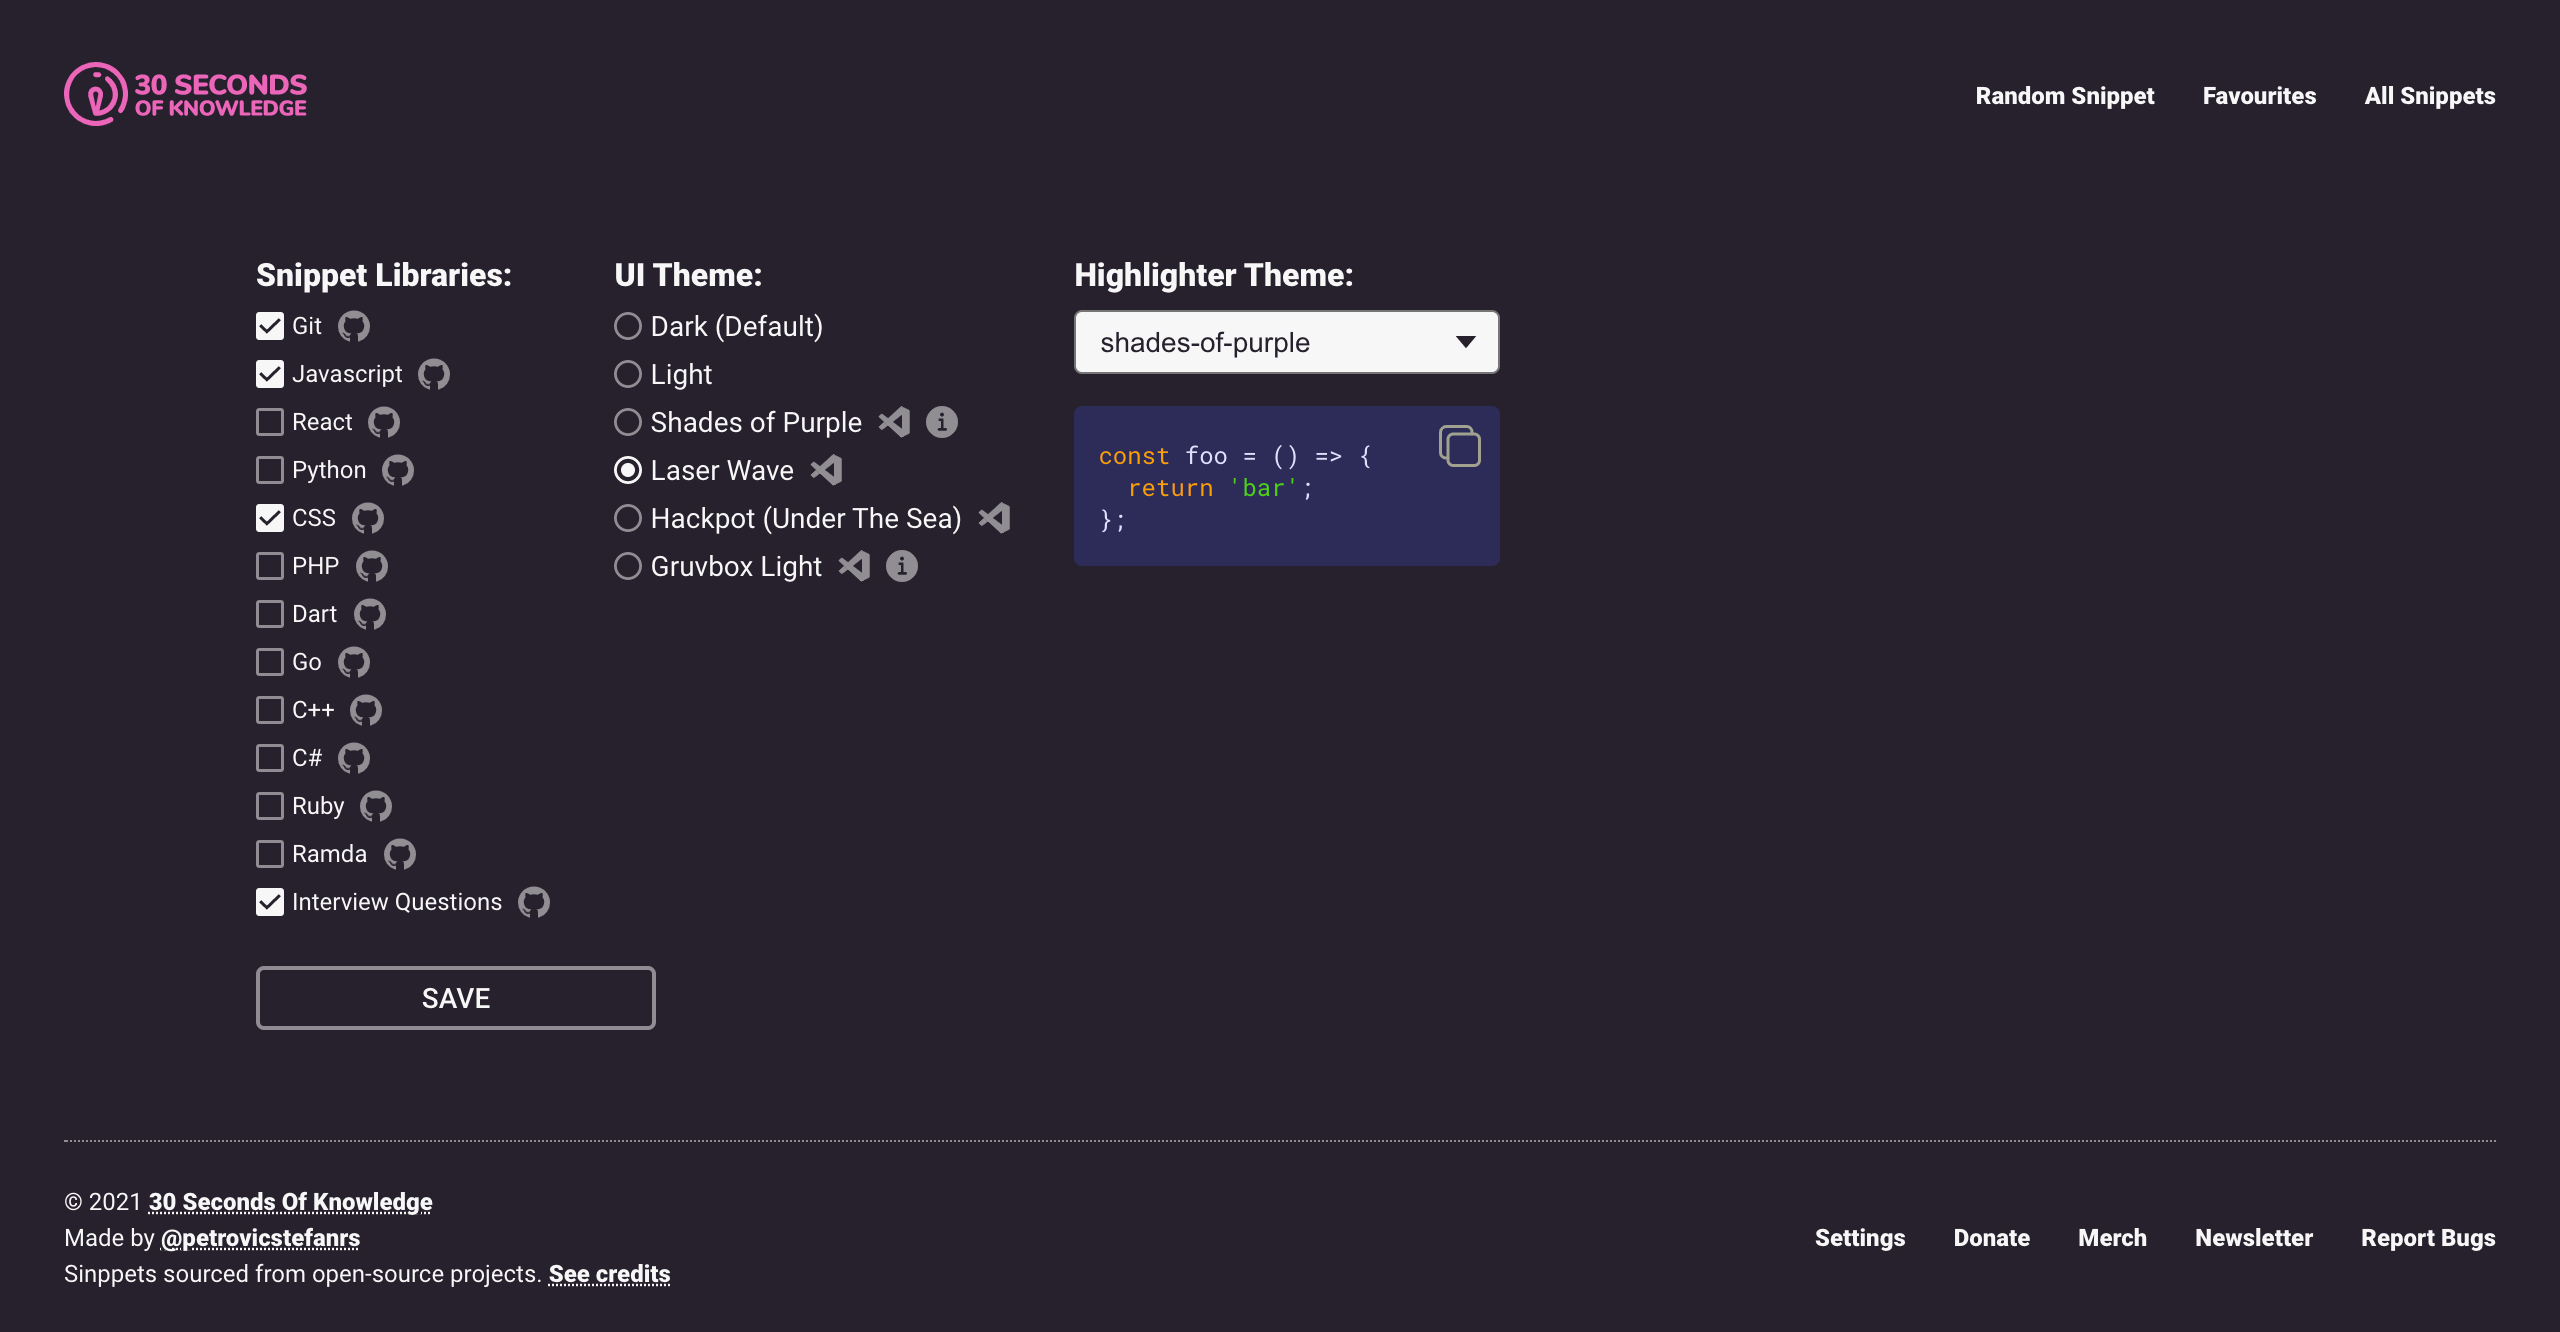 30 SECONDS
OF KNOWLEDGE
Random Snippet
Favourites
All Snippets
Snippet Libraries:
Git
Javascript
React
Python
CSS
PHP
Dart
Go
C++
C#
Ruby
Ramda
Interview Questions
SAVE
UI Theme:
Dark (Default)
Light
Shades of Purple
Laser Wave
Hackpot (Under The Sea)
Gruvbox Light
Highlighter Theme:
shades-of-purple
const foo = () => {
  return 'bar';
};
© 2021 30 Seconds Of Knowledge
Made by @petrovicstefanrs
Sinppets sourced from open-source projects. See credits
Settings
Donate
Merch
Newsletter
Report Bugs